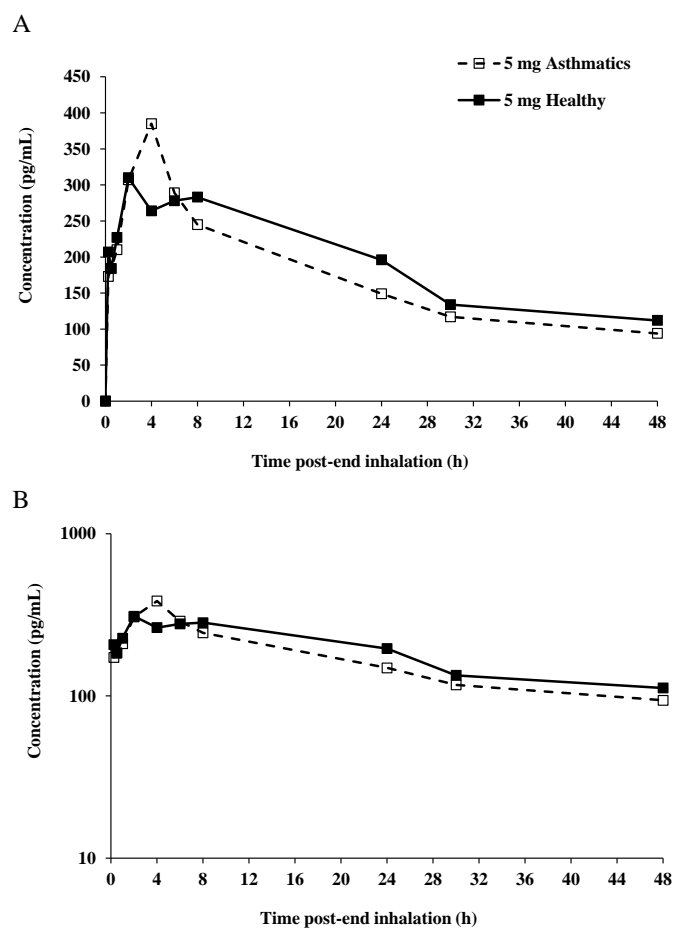 A
5 mg Asthmatics
5 mg Healthy
450
400
350
300
250
200
150
100
50
0
Concentration (pg/mL)
0 4 8 12 16 20 24 28 32 36 40 44 48
Time post-end inhalation (h)
B
1000
100
10
Concentration (pg/mL)
0 4 8 12 16 20 24 28 32 36 40 44 48
Time post-end inhalation (h)